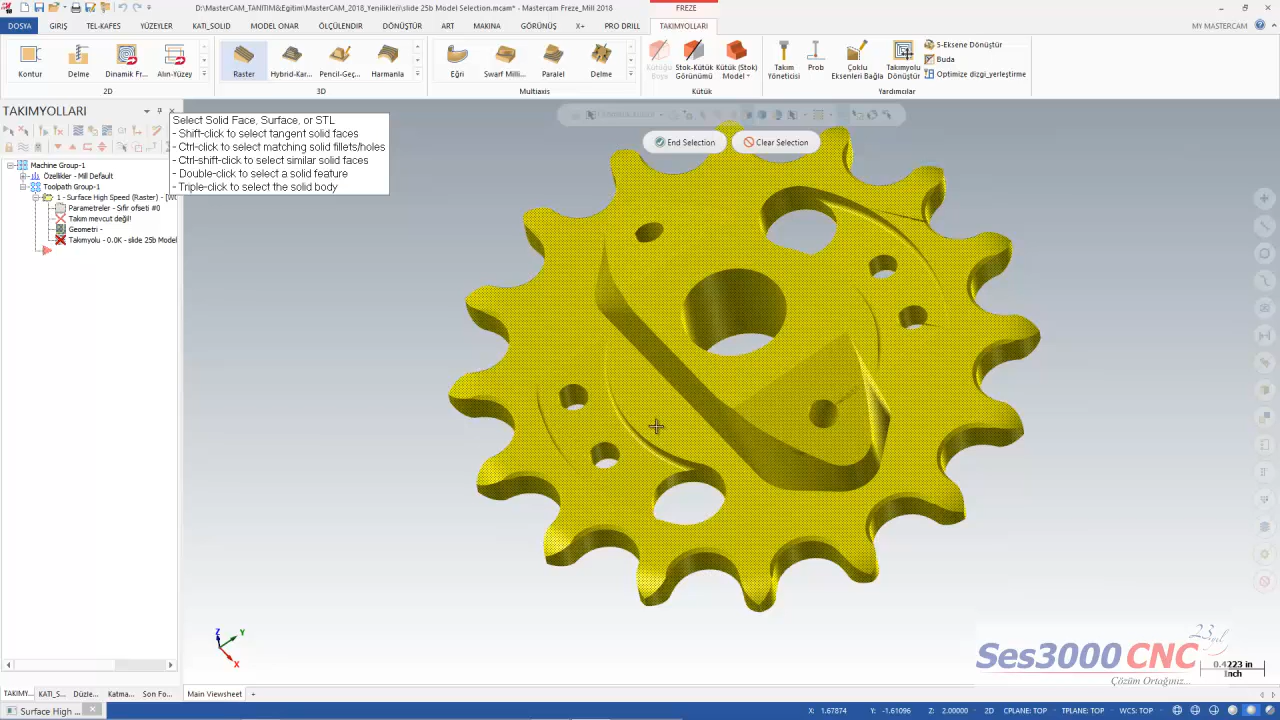 D:\MasterCAM_TANITIM&Egitim\MasterCAM_2018_Yenilikleri\slide 25b Model Selection.mcam* - Mastercam Freze_Mill 2018
FREZE
DOSYA GIRIŞ TEL-KAFES YÜZEYLER KATI_SOLID MODEL ONAR ÖLÇÜLENDIR DÖNÜŞTÜR ART MAKINA GÖRÜNÜŞ X+ PRO DRILL TAKIMYOLLARI MY MASTERCAM
Kontur Delme Dinamik Fr... Alın-Yüzey
2D
Raster Hybrid-Kar... Pencil-Geç... Harmanla
3D
Eğri Swarf Milli... Paralel Delme
Multiaxis
Kütüğü Boya Stok-Kütük Görünümü Kütük (Stok) Model
Kütük
Takım Yöneticisi Prob Çoklu Eksenleri Bağla Takımyolu Dönüştür
5-Eksene Dönüştür
Buda
Optimize dizgi_yerleştirme
Yardımcılar
TAKIMYOLLARI
Machine Group-1
Özellikler - Mill Default
Toolpath Group-1
1 - Surface High Speed (Raster) - [WC
Parametreler - Sıfır ofseti #0
Takım mevcut değil!
Geometri -
Takımyolu - 0.0K - slide 25b Model
Select Solid Face, Surface, or STL
- Shift-click to select tangent solid faces
- Ctrl-click to select matching solid fillets/holes
- Ctrl-shift-click to select similar solid faces
- Double-click to select a solid feature
- Triple-click to select the solid body
End Selection Clear Selection
Z
Y
X
23.yıl
Ses3000 CNC
Çözüm Ortağınız...
0.4223 in
Inch
TAKIMY... KATI_S... Düzle... Katma... Son Fo...
Main Viewsheet +
Surface High ...
X: 1.67874 Y: -1.61096 Z: 2.00000 2D CPLANE: TOP TPLANE: TOP WCS: TOP